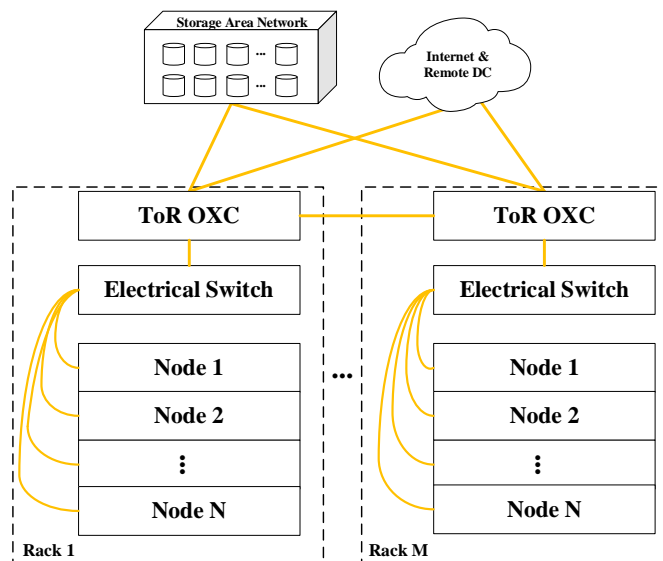 Storage Area Network
...
...
Internet &
Remote DC
ToR OXC
Electrical Switch
Node 1
Node 2
⋮
Node N
Rack 1
...
ToR OXC
Electrical Switch
Node 1
Node 2
⋮
Node N
Rack M